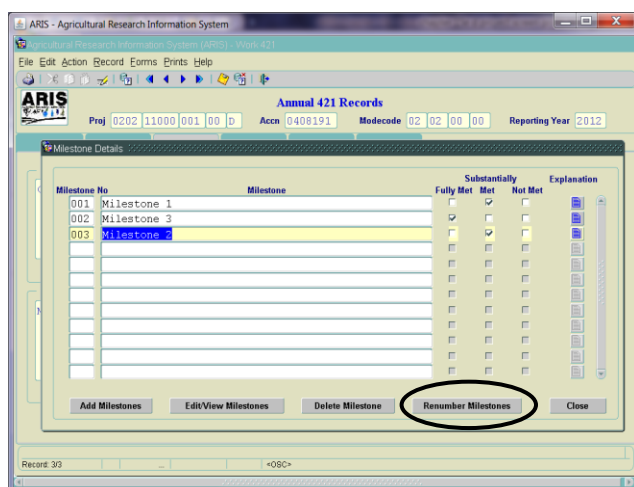 ARIS - Agricultural Research Information System
Agricultural Research Information System (ARIS) - Work 421
File Edit Action Record Forms Prints Help
ARIS
Annual 421 Records
Proj 0202 11000 001 00 D Accn 0408191 Modecode 02 02 00 00 Reporting Year 2012
Milestone Details
Substantially
Milestone No Milestone Fully Met Met Not Met Explanation
001 Milestone 1
002 Milestone 3
003 Milestone 2
Add Milestones Edit/View Milestones Delete Milestone Renumber Milestones Close
Record: 3/3 ... <OSC>